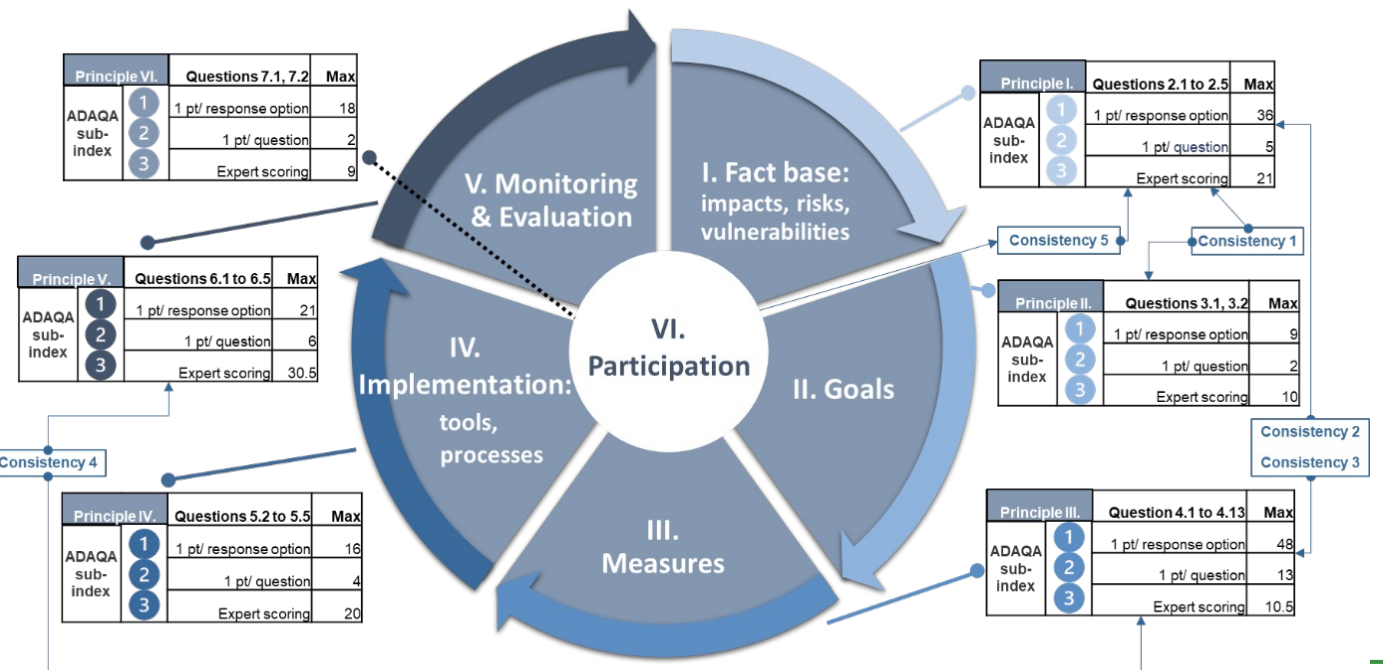 Principle VI. Questions 7.1, 7.2 Max
ADAQA sub-index
1 1 pt/ response option 18
2 1 pt/ question 2
3 Expert scoring 9
Principle V. Questions 6.1 to 6.5 Max
ADAQA sub-index
1 1 pt/ response option 21
2 1 pt/ question 6
3 Expert scoring 30.5
Consistency 4
Principle IV. Questions 5.2 to 5.5 Max
ADAQA sub-index
1 1 pt/ response option 16
2 1 pt/ question 4
3 Expert scoring 20
V. Monitoring
& Evaluation
I. Fact base:
impacts, risks,
vulnerabilities
VI.
Participation
IV.
Implementation:
tools,
processes
II. Goals
III.
Measures
Principle I. Questions 2.1 to 2.5 Max
ADAQA sub-index
1 1 pt/ response option 36
2 1 pt/ question 5
3 Expert scoring 21
Consistency 5
Consistency 1
Principle II. Questions 3.1, 3.2 Max
ADAQA sub-index
1 1 pt/ response option 9
2 1 pt/ question 2
3 Expert scoring 10
Consistency 2
Consistency 3
Principle III. Question 4.1 to 4.13 Max
ADAQA sub-index
1 1 pt/ response option 48
2 1 pt/ question 13
3 Expert scoring 10.5